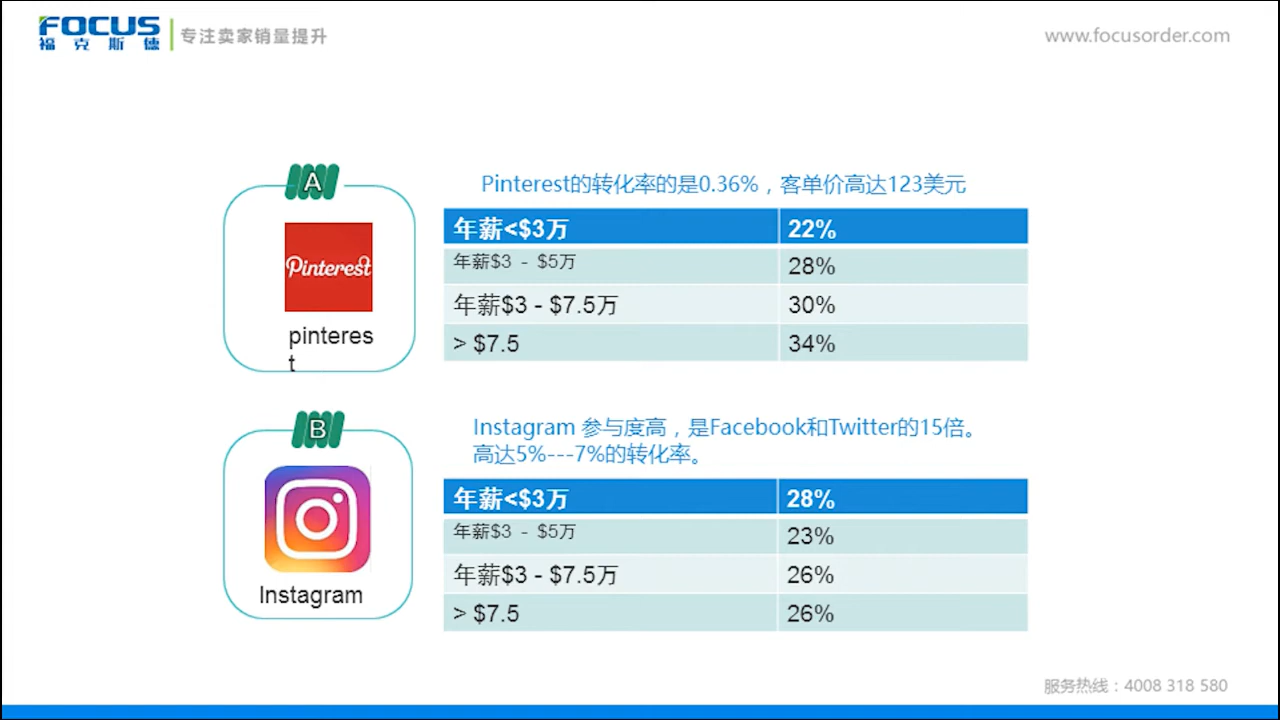 FOCUS
福克斯德
专注卖家销量提升
www.focusorder.com
A
Pinterest
pinteres
t
Pinterest的转化率的是0.36%，客单价高达123美元
年薪<$3万 22%
年薪$3 - $5万 28%
年薪$3 - $7.5万 30%
> $7.5 34%
B
Instagram
Instagram 参与度高，是Facebook和Twitter的15倍。
高达5%---7%的转化率。
年薪<$3万 28%
年薪$3 - $5万 23%
年薪$3 - $7.5万 26%
> $7.5 26%
服务热线：4008 318 580